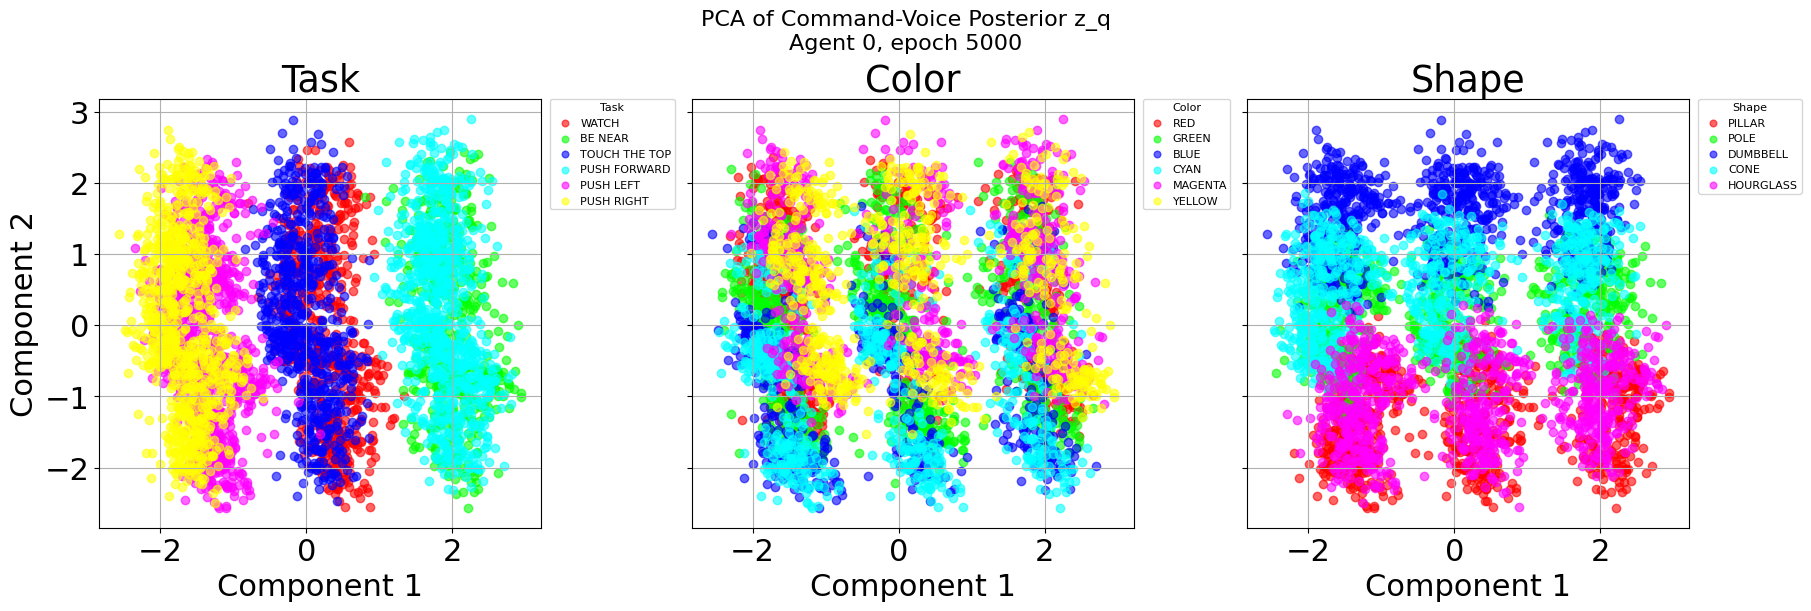 PCA of Command-Voice Posterior z_q
Agent 0, epoch 5000
Task
Component 2
3
2
1
0
−1
−2
−2 0 2
Component 1
Task
WATCH
BE NEAR
TOUCH THE TOP
PUSH FORWARD
PUSH LEFT
PUSH RIGHT
Color
−2 0 2
Component 1
Color
RED
GREEN
BLUE
CYAN
MAGENTA
YELLOW
Shape
−2 0 2
Component 1
Shape
PILLAR
POLE
DUMBBELL
CONE
HOURGLASS